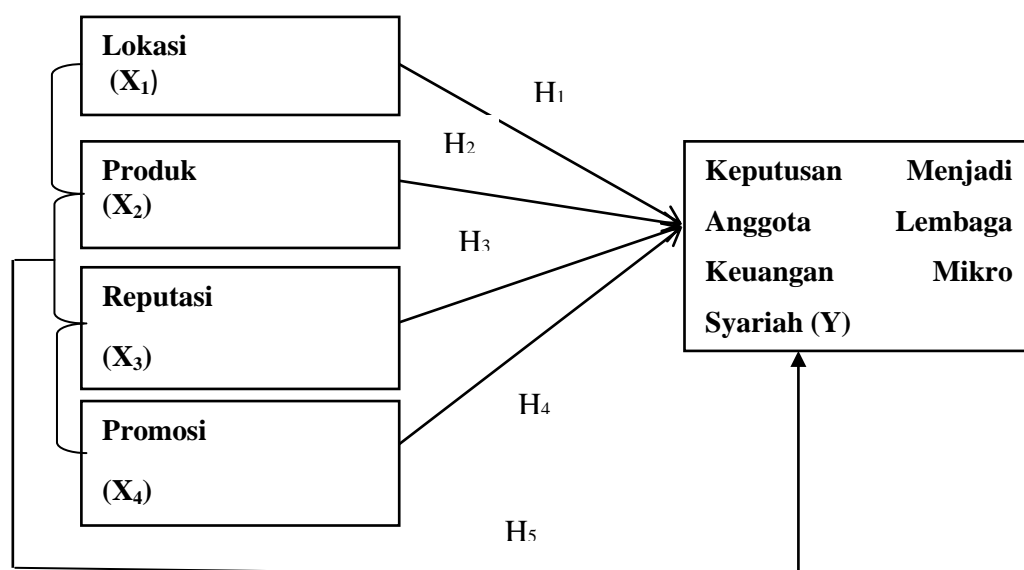 Lokasi
(X₁)
H₁
Produk
(X₂)
H₂
Reputasi
(X₃)
H₃
Promosi
(X₄)
H₄
H₅
Keputusan Menjadi
Anggota Lembaga
Keuangan Mikro
Syariah (Y)